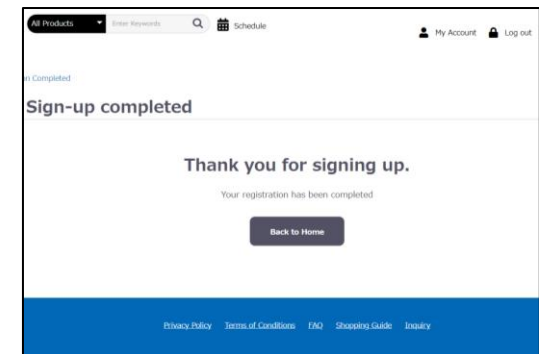 All Products Enter Keywords Schedule My Account Log out
on Completed
Sign-up completed
Thank you for signing up.
Your registration has been completed
Back to Home
Privacy Policy Terms of Conditions FAQ Shopping Guide Inquiry